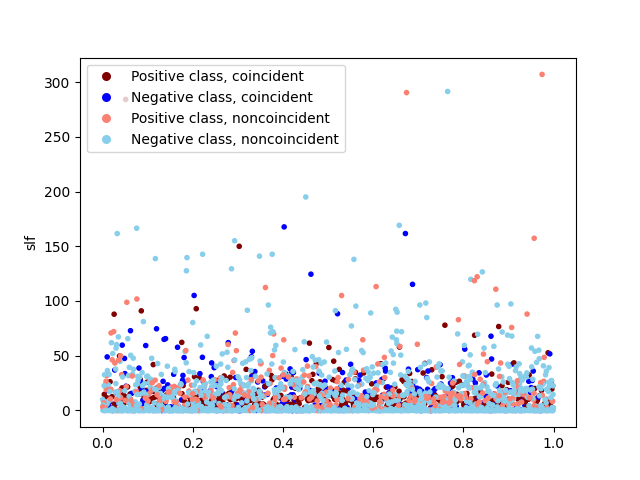 Positive class, coincident
Negative class, coincident
Positive class, noncoincident
Negative class, noncoincident
slf
300
250
200
150
100
50
0
0.0 0.2 0.4 0.6 0.8 1.0